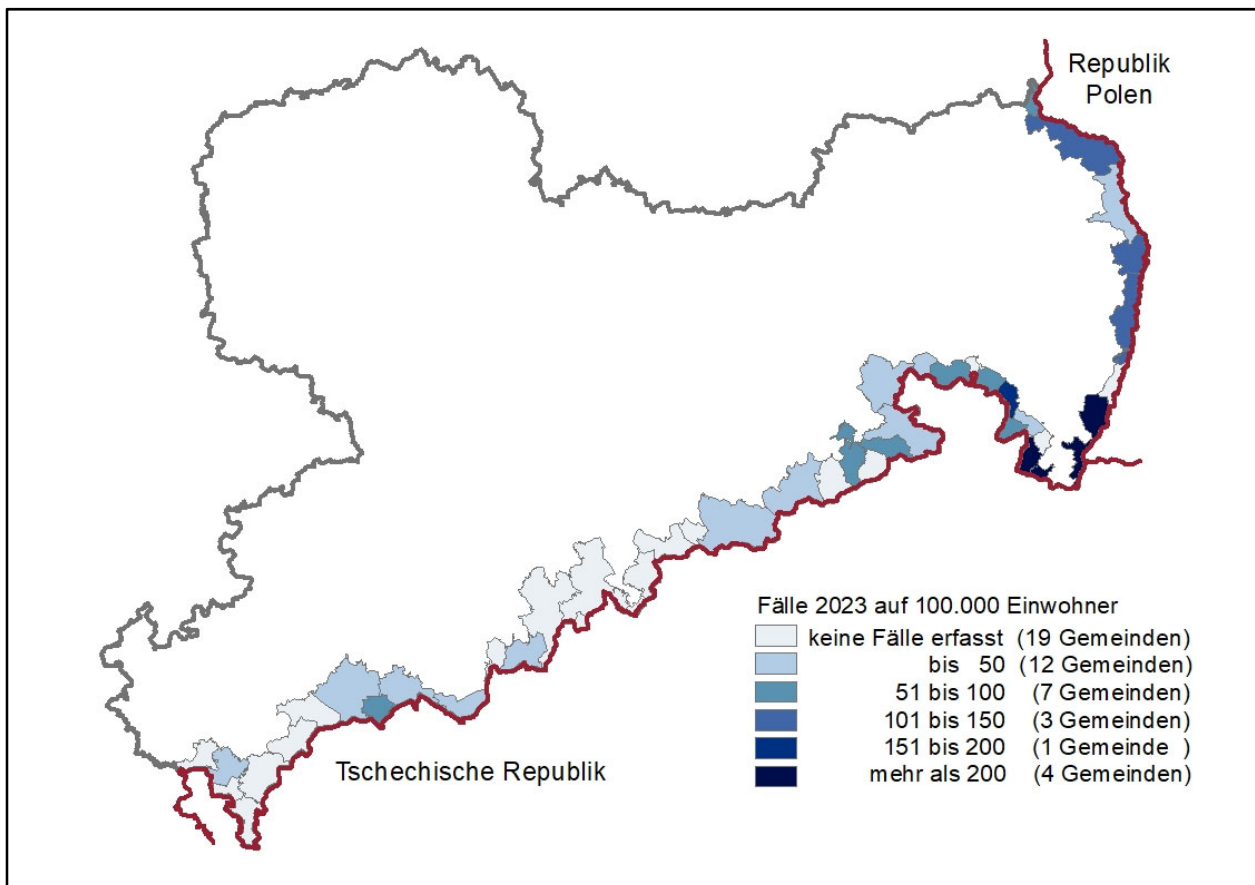 Republik
Polen
Tschechische Republik
Fälle 2023 auf 100.000 Einwohner
keine Fälle erfasst (19 Gemeinden)
bis 50 (12 Gemeinden)
51 bis 100 (7 Gemeinden)
101 bis 150 (3 Gemeinden)
151 bis 200 (1 Gemeinde )
mehr als 200 (4 Gemeinden)